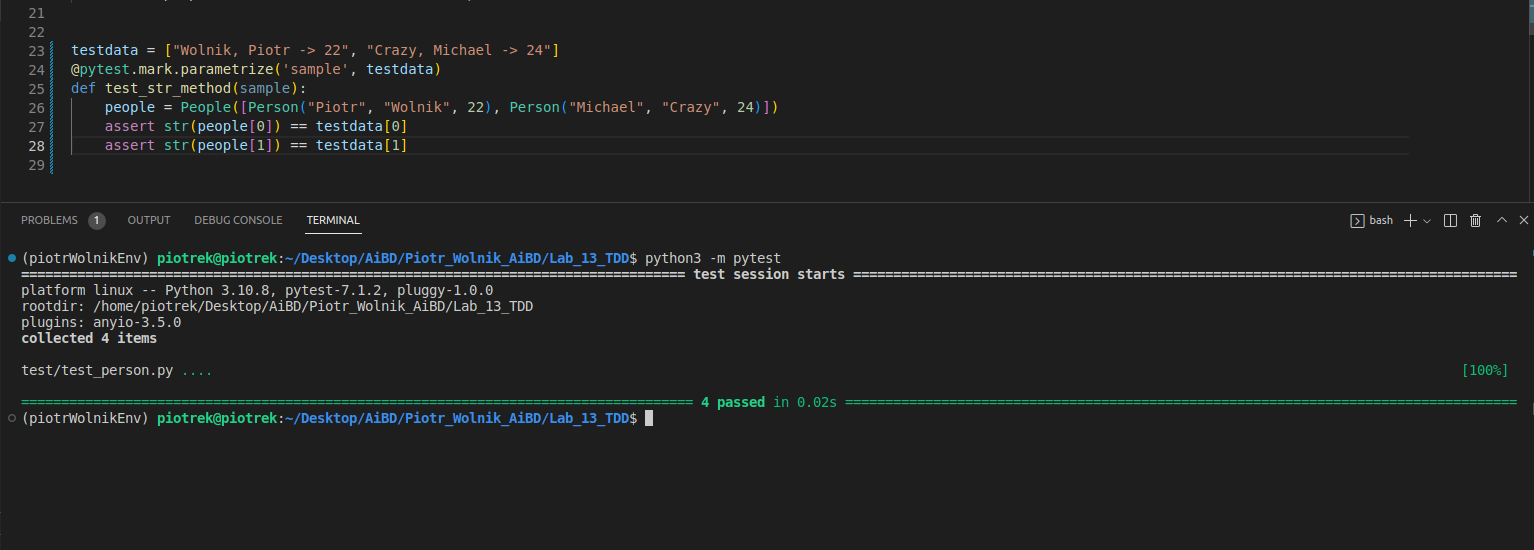 21
22
23 testdata = ["Wolnik, Piotr -> 22", "Crazy, Michael -> 24"]
24 @pytest.mark.parametrize('sample', testdata)
25 def test_str_method(sample):
26 people = People([Person("Piotr", "Wolnik", 22), Person("Michael", "Crazy", 24)])
27 assert str(people[0]) == testdata[0]
28 assert str(people[1]) == testdata[1]
29
PROBLEMS 1 OUTPUT DEBUG CONSOLE TERMINAL bash
(piotrWolnikEnv) piotrek@piotrek:~/Desktop/AiBD/Piotr_Wolnik_AiBD/Lab_13_TDD$ python3 -m pytest
=================================================================================== test session starts ===================================================================================
platform linux -- Python 3.10.8, pytest-7.1.2, pluggy-1.0.0
rootdir: /home/piotrek/Desktop/AiBD/Piotr_Wolnik_AiBD/Lab_13_TDD
plugins: anyio-3.5.0
collected 4 items
test/test_person.py .... [100%]
==================================================================================== 4 passed in 0.02s ====================================================================================
(piotrWolnikEnv) piotrek@piotrek:~/Desktop/AiBD/Piotr_Wolnik_AiBD/Lab_13_TDD$